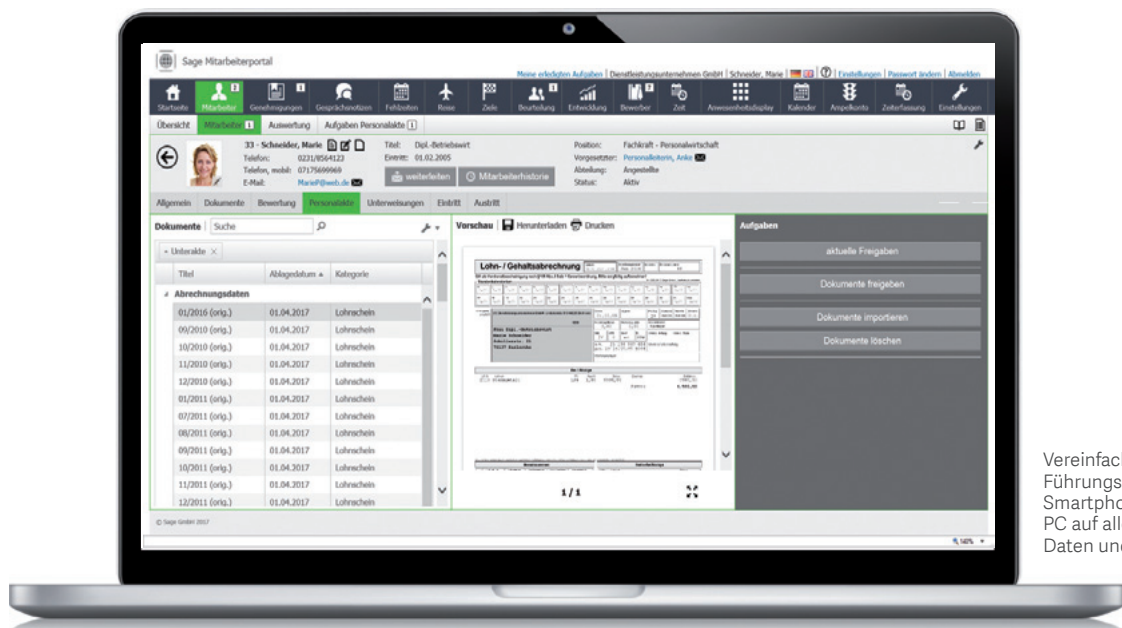 Sage Mitarbeiterportal
Meine erledigten Aufgaben | Dienstleistungsunternehmen GmbH | Schneider, Marie | Einstellungen | Passwort ändern | Abmelden
Startseite Mitarbeiter 2 Genehmigungen 1 Gesprächsnotizen Fehlzeiten Reise Ziele Beurteilung Entwicklung Bewerber Zeit Anwesenheitsdisplay Kalender Ampelkonto Zeiterfassung Einstellungen
Übersicht Mitarbeiter 1 Auswertung Aufgaben Personalakte 1
33 - Schneider, Marie Titel: Dipl.-Betriebswirt Position: Fachkraft - Personalwirtschaft
Telefon: 0231/8564123 Eintritt: 01.02.2005 Vorgesetzter: Personalleiterin, Anke
Telefon, mobil: 07175699969 weiterleiten Mitarbeiterhistorie Abteilung: Angestellte
E-Mail: MarieP@web.de Status: Aktiv
Allgemein Dokumente Bewertung Personalakte Unterweisungen Eintritt Austritt
Dokumente Suche Vorschau Herunterladen Drucken Aufgaben
Unterakte ×
aktuelle Freigaben
Titel Ablagedatum Kategorie
Lohn- / Gehaltsabrechnung
Abrechnungsdaten
Dokumente freigeben
01/2016 (orig.) 01.04.2017 Lohnschein
Dokumente importieren
09/2010 (orig.) 01.04.2017 Lohnschein
10/2010 (orig.) 01.04.2017 Lohnschein
Dokumente löschen
11/2010 (orig.) 01.04.2017 Lohnschein
12/2010 (orig.) 01.04.2017 Lohnschein
01/2011 (orig.) 01.04.2017 Lohnschein
07/2011 (orig.) 01.04.2017 Lohnschein
08/2011 (orig.) 01.04.2017 Lohnschein
09/2011 (orig.) 01.04.2017 Lohnschein
10/2011 (orig.) 01.04.2017 Lohnschein
11/2011 (orig.) 01.04.2017 Lohnschein
12/2011 (orig.) 01.04.2017 Lohnschein
1/1
© Sage GmbH 2017
142%
Vereinfach
Führungs
Smartpho
PC auf all
Daten un